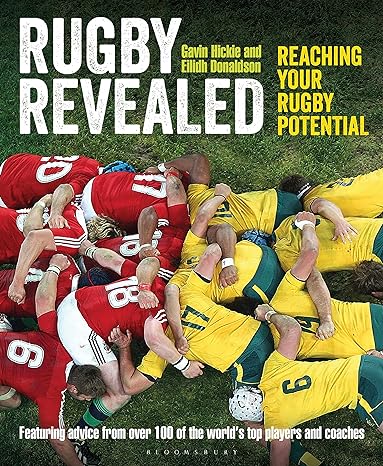 RUGBY
REVEALED
Gavin Hickie and
Eilidh Donaldson
REACHING
YOUR
RUGBY
POTENTIAL
17
18
17
4
6
9
Featuring advice from over 100 of the world's top players and coaches
BLOOMSBURY